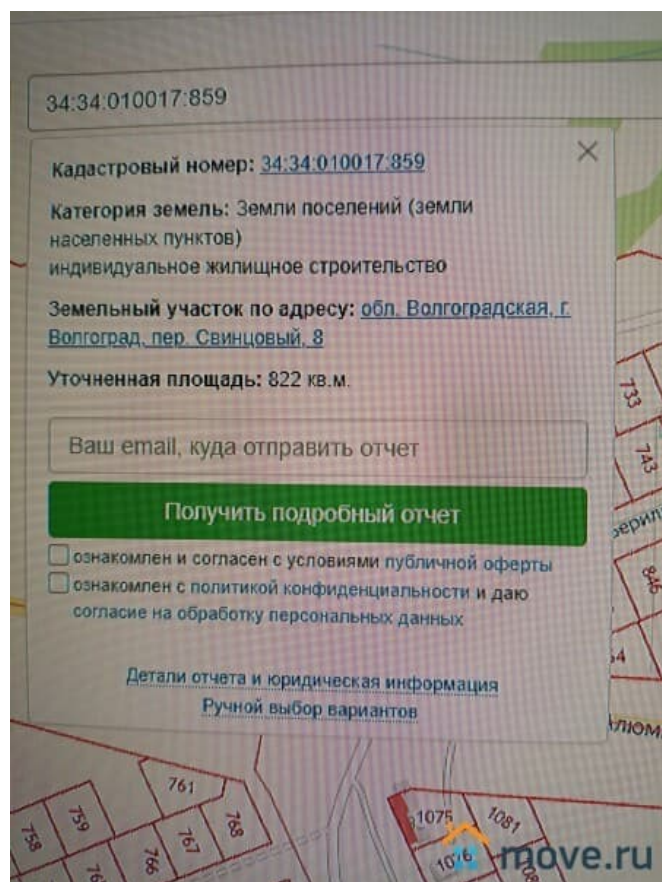 34:34:010017:859
Кадастровый номер: 34:34:010017:859
Категория земель: Земли поселений (земли
населенных пунктов)
индивидуальное жилищное строительство
Земельный участок по адресу: обл. Волгоградская, г.
Волгоград, пер. Свинцовый, 8
Уточненная площадь: 822 кв.м.
Ваш email, куда отправить отчет
Получить подробный отчет
ознакомлен и согласен с условиями публичной оферты
ознакомлен с политикой конфиденциальности и даю
согласие на обработку персональных данных
Детали отчета и юридическая информация
Ручной выбор вариантов
733
743
846
761
759
758
768
767
766
1075
1081
move.ru